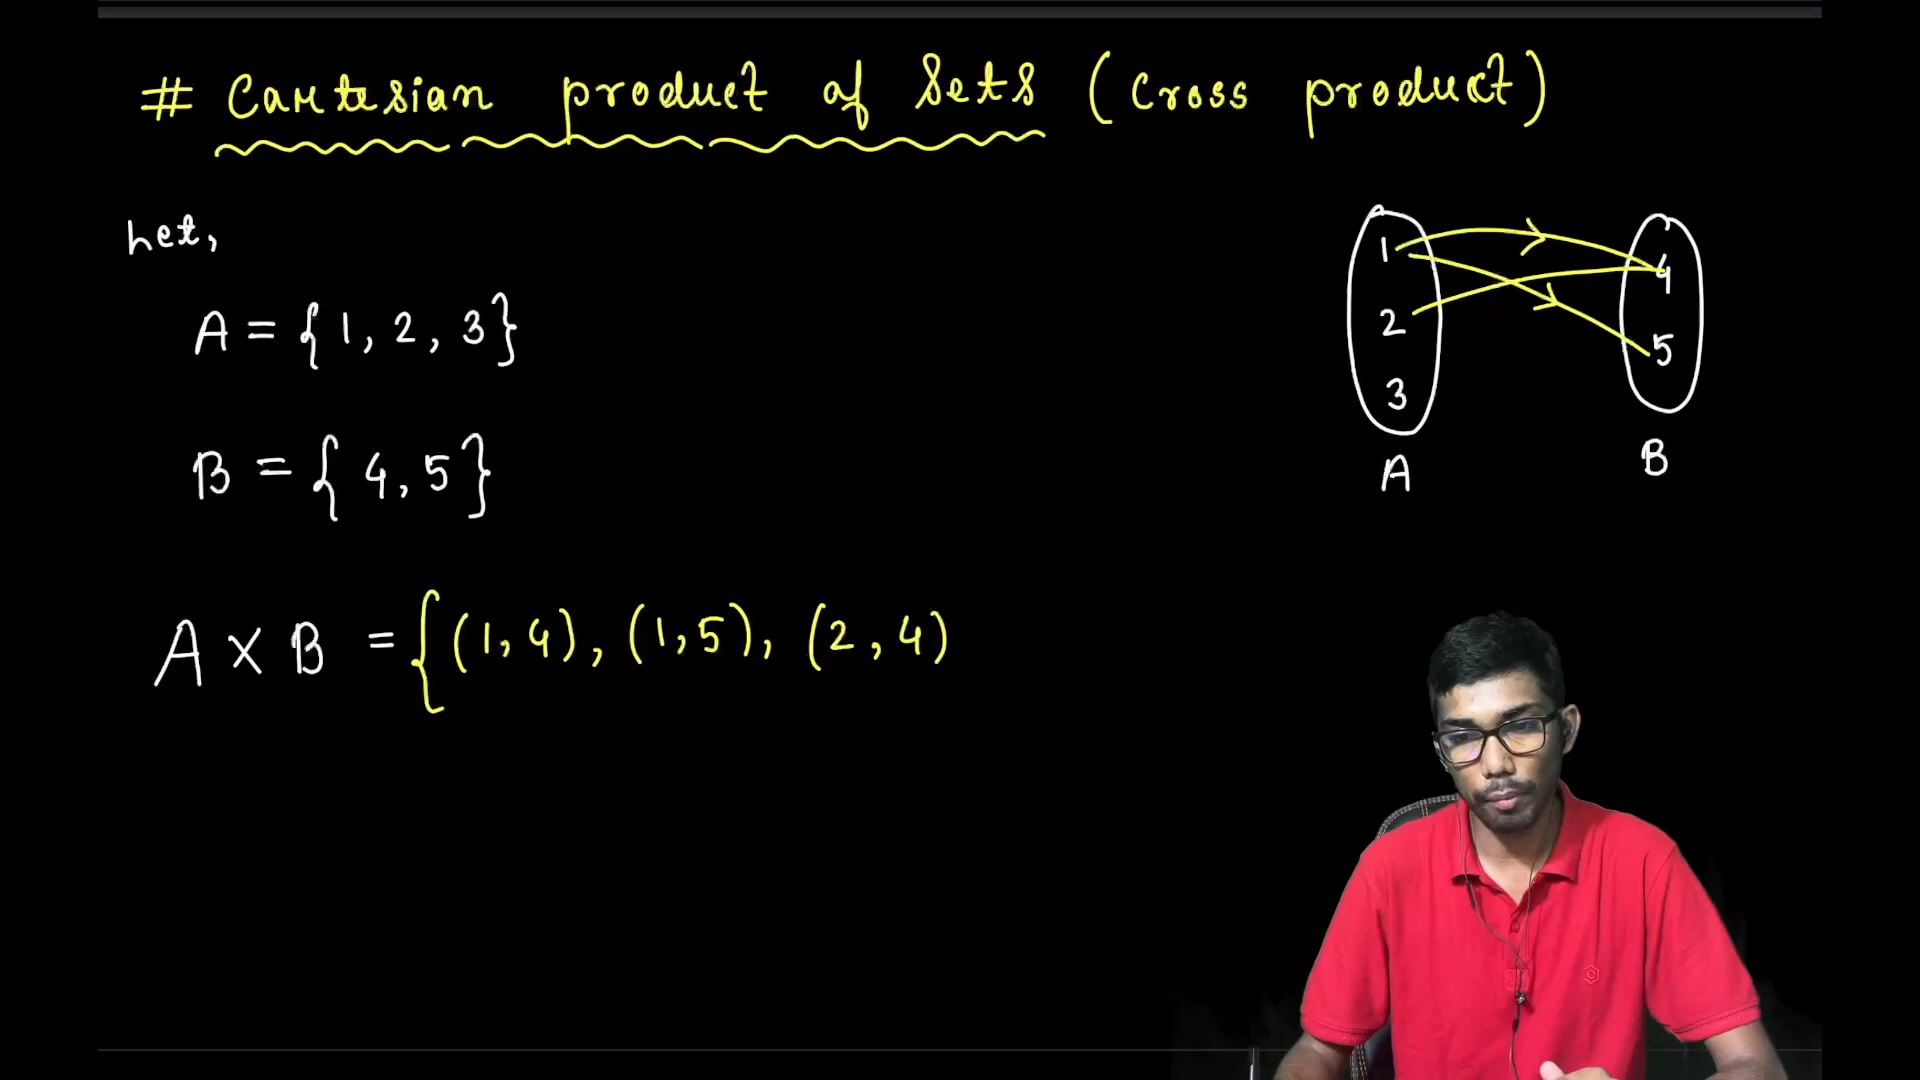 # Cartesian product of Sets (Cross product)
Let,
A = {1, 2, 3}
B = {4, 5}
A × B = {(1, 4), (1, 5), (2, 4)
1
2
3
A
4
5
B